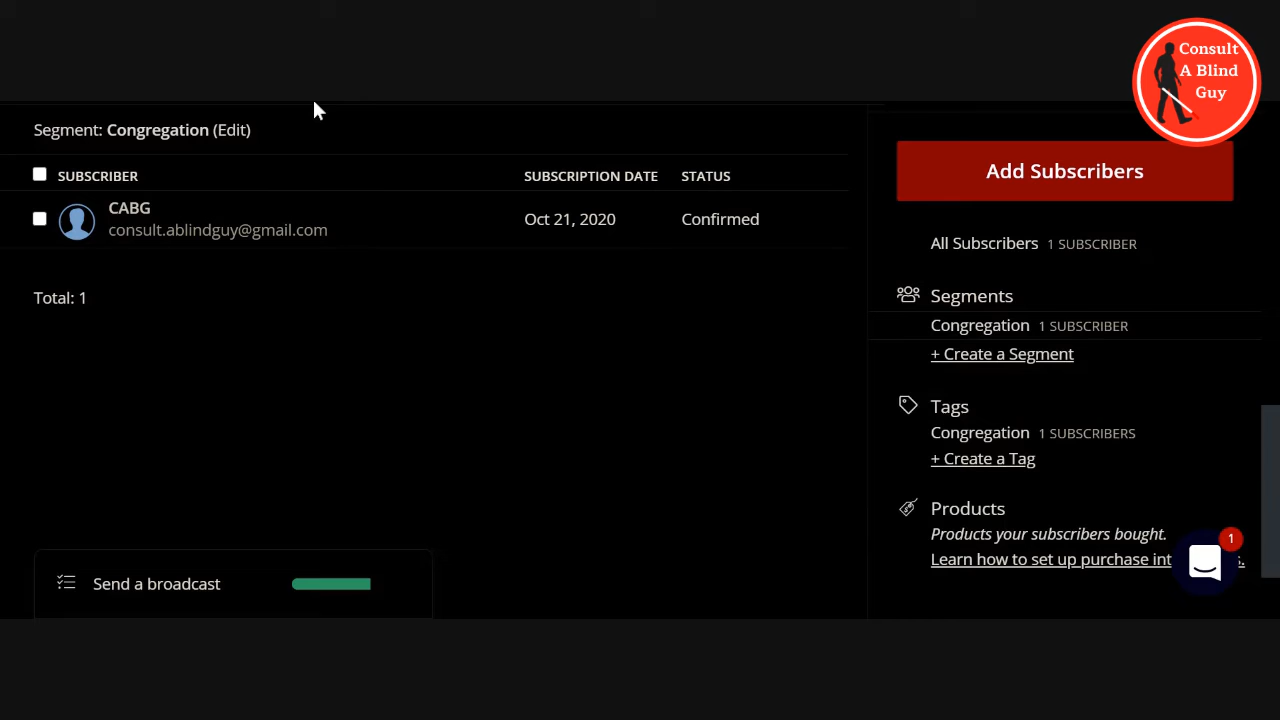 Consult
A Blind
Guy
Segment: Congregation (Edit)
SUBSCRIBER SUBSCRIPTION DATE STATUS
CABG
consult.ablindguy@gmail.com Oct 21, 2020 Confirmed
Total: 1
Send a broadcast
Add Subscribers
All Subscribers 1 SUBSCRIBER
Segments
Congregation 1 SUBSCRIBER
+ Create a Segment
Tags
Congregation 1 SUBSCRIBERS
+ Create a Tag
Products
Products your subscribers bought.
Learn how to set up purchase
1